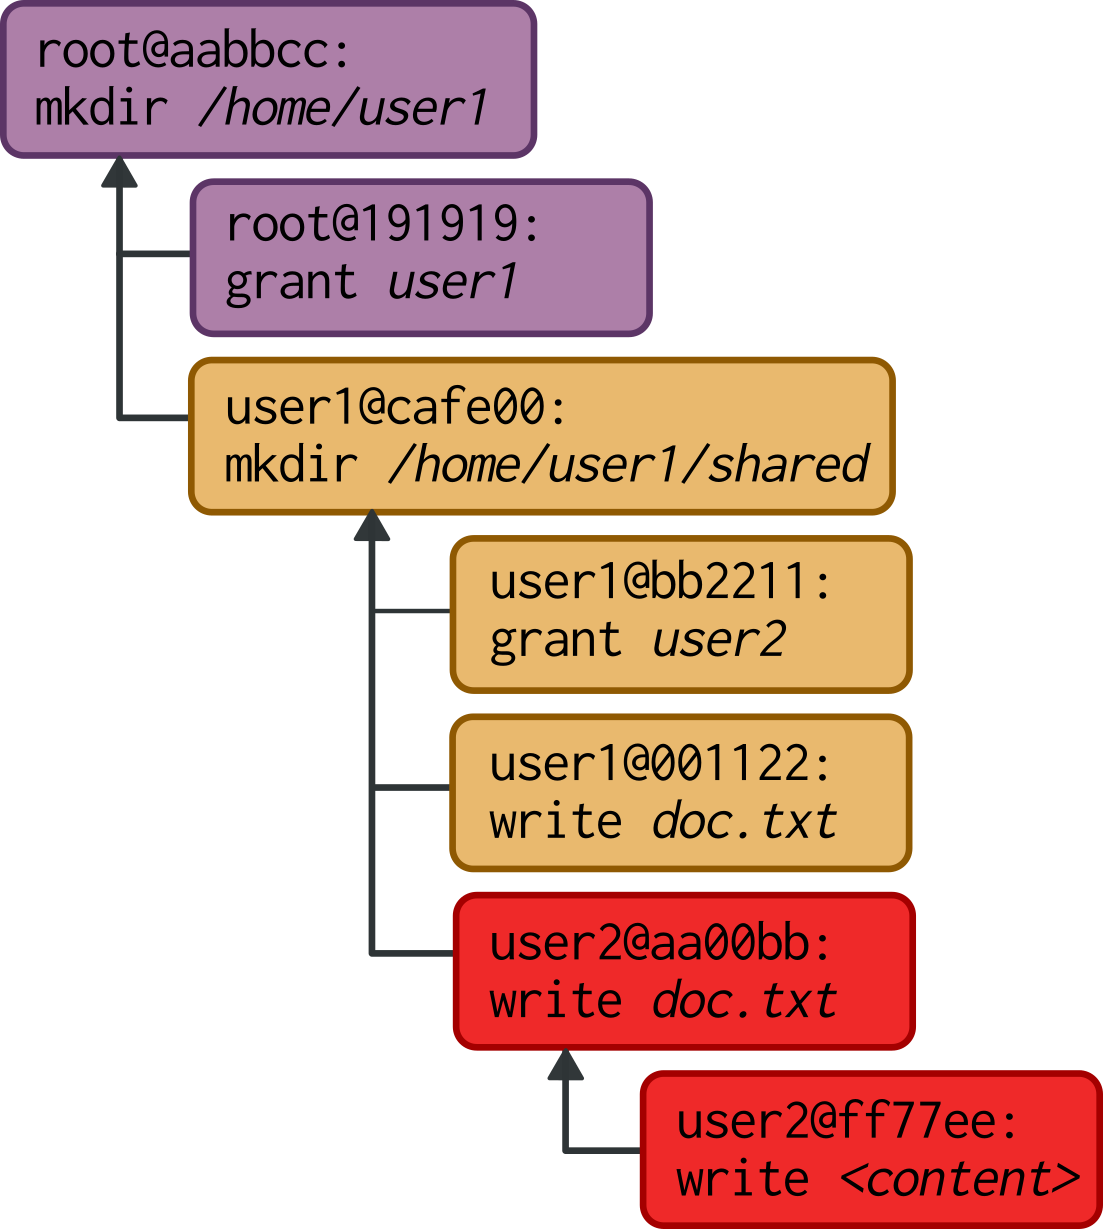 root@aabbcc:
mkdir /home/user1
root@191919:
grant user1
user1@cafe00:
mkdir /home/user1/shared
user1@bb2211:
grant user2
user1@001122:
write doc.txt
user2@aa00bb:
write doc.txt
user2@ff77ee:
write <content>